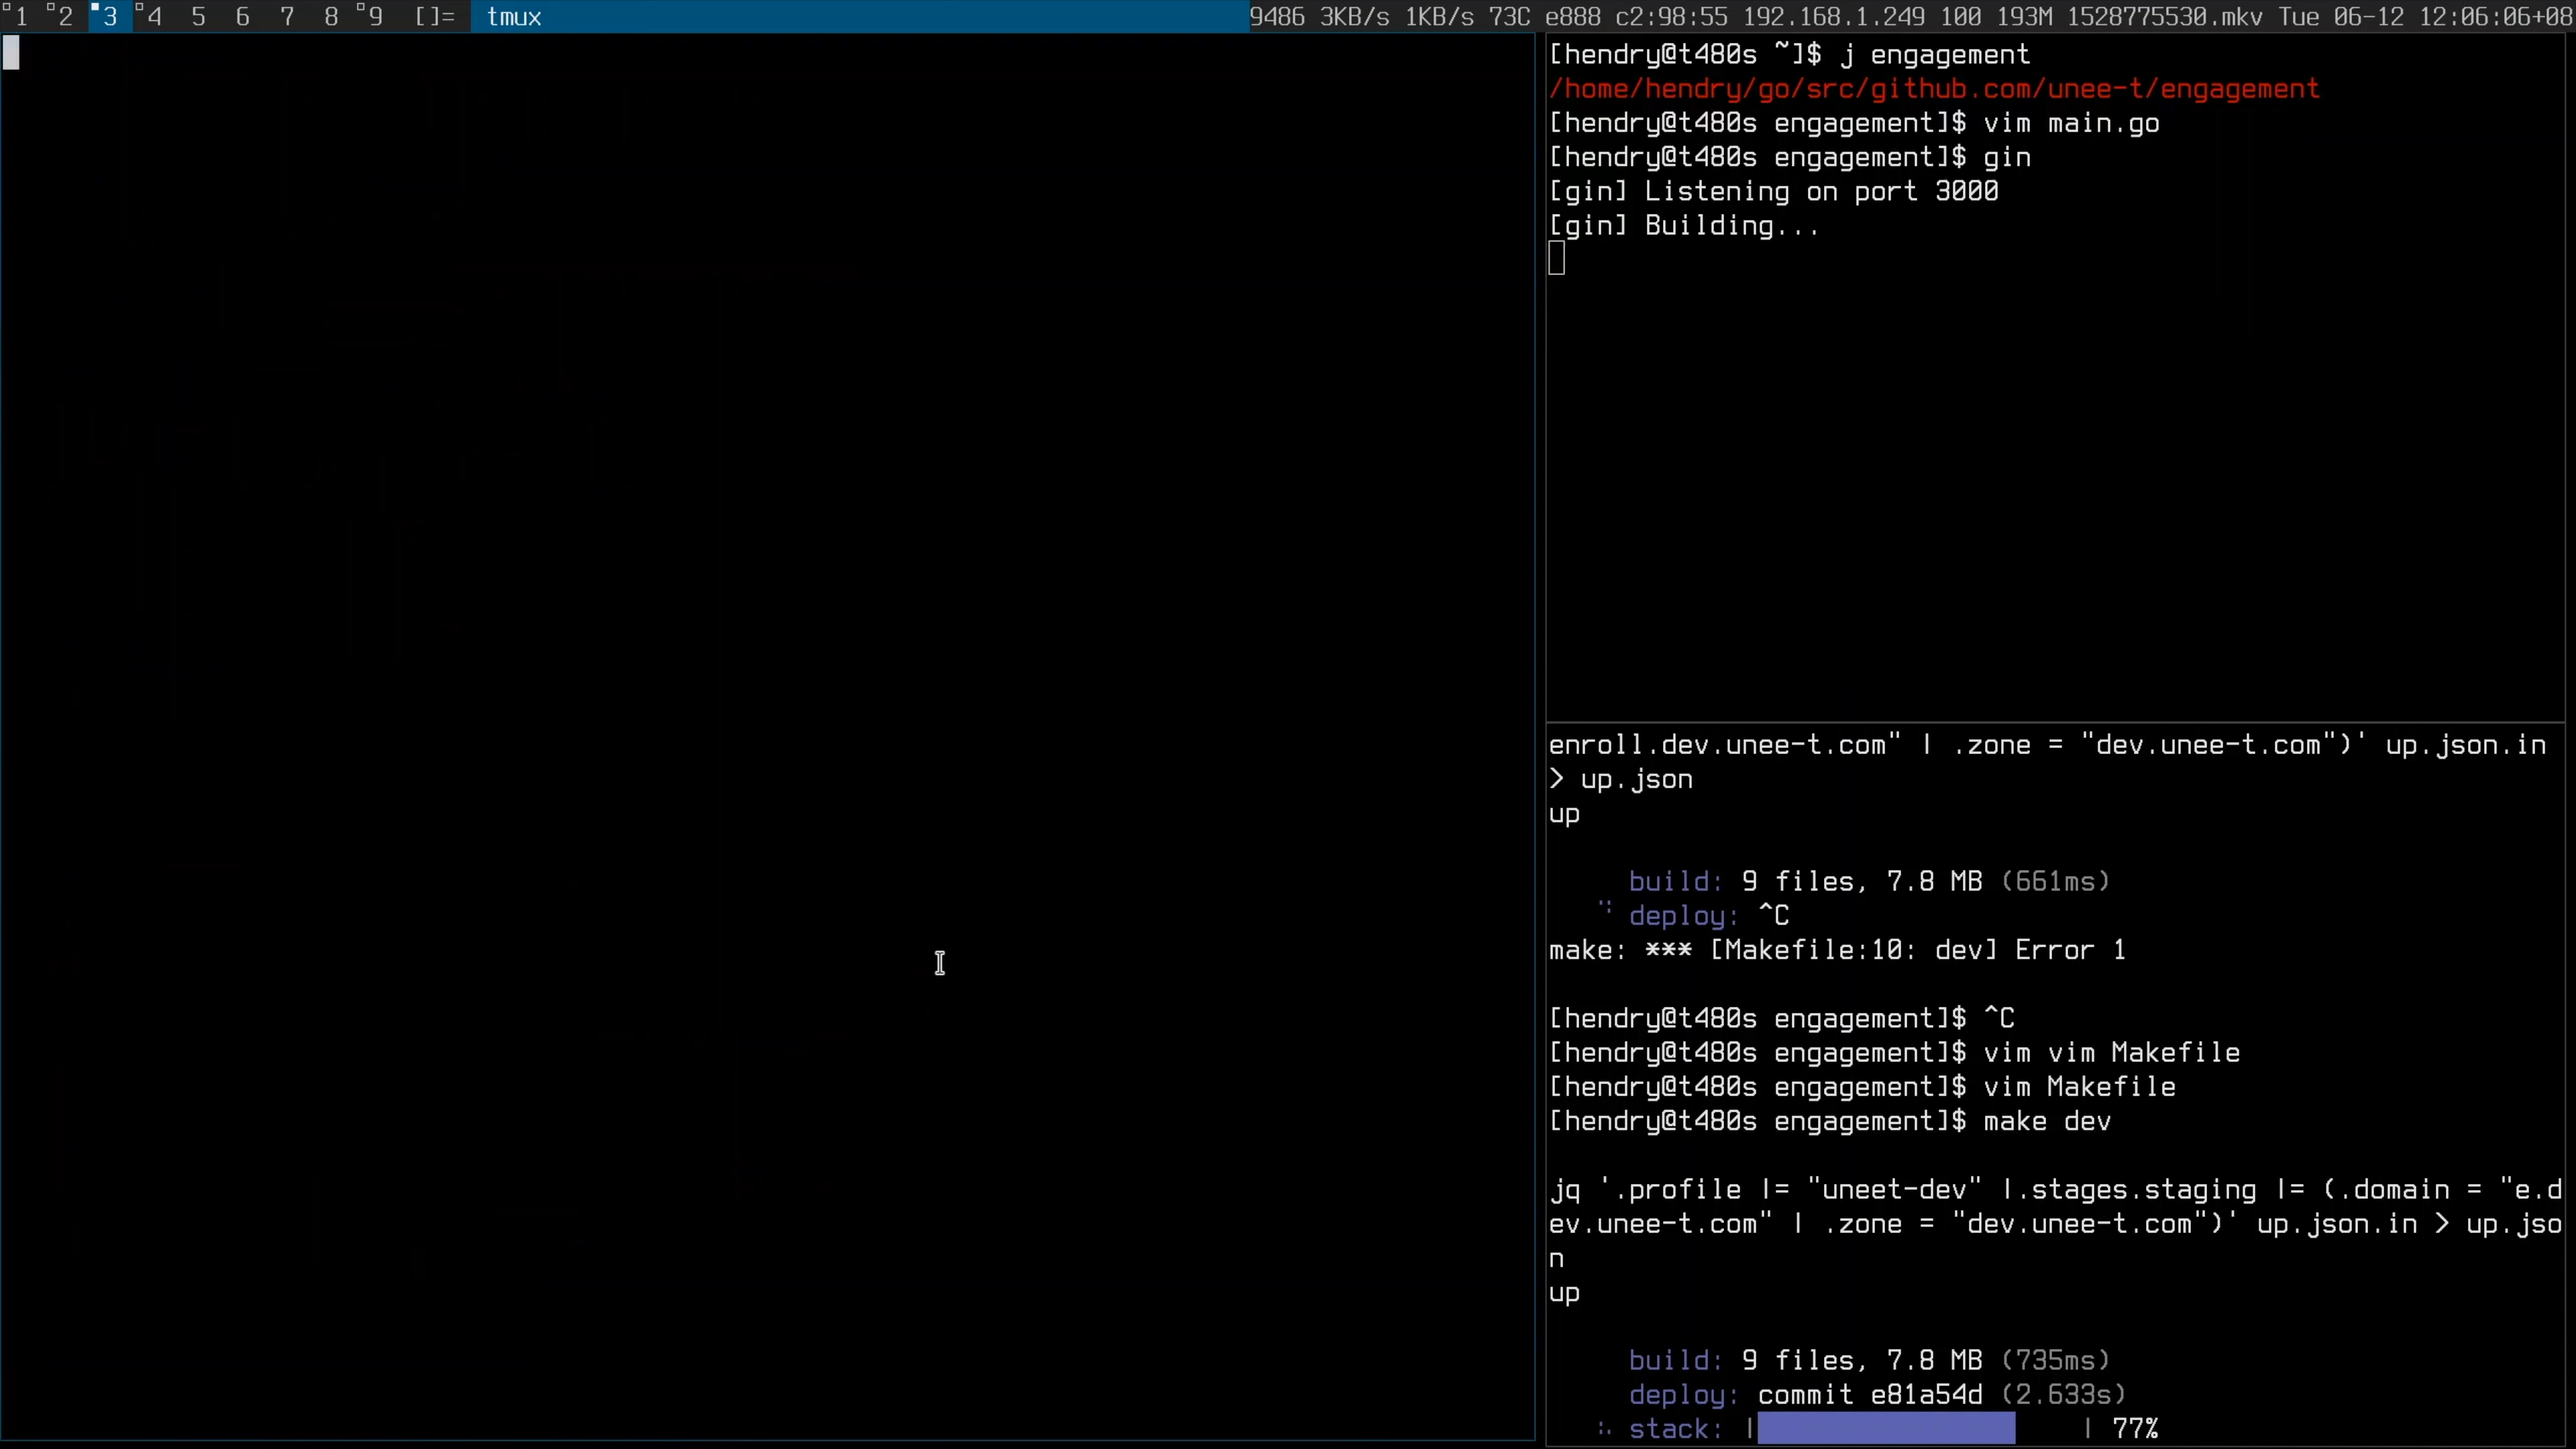 1 2 3 4 5 6 7 8 9 []= tmux 9486 3KB/s 1KB/s 73C e888 c2:98:55 192.168.1.249 100 193M 1528775530.mkv Tue 06-12 12:06:06+08
[hendry@t480s ~]$ j engagement
/home/hendry/go/src/github.com/unee-t/engagement
[hendry@t480s engagement]$ vim main.go
[hendry@t480s engagement]$ gin
[gin] Listening on port 3000
[gin] Building...
enroll.dev.unee-t.com" | .zone = "dev.unee-t.com")' up.json.in
> up.json
up
build: 9 files, 7.8 MB (661ms)
deploy: ^C
make: *** [Makefile:10: dev] Error 1
[hendry@t480s engagement]$ ^C
[hendry@t480s engagement]$ vim vim Makefile
[hendry@t480s engagement]$ vim Makefile
[hendry@t480s engagement]$ make dev
jq '.profile |= "uneet-dev" |.stages.staging |= (.domain = "e.d
ev.unee-t.com" | .zone = "dev.unee-t.com")' up.json.in > up.jso
n
up
build: 9 files, 7.8 MB (735ms)
deploy: commit e81a54d (2.633s)
stack: | | 77%